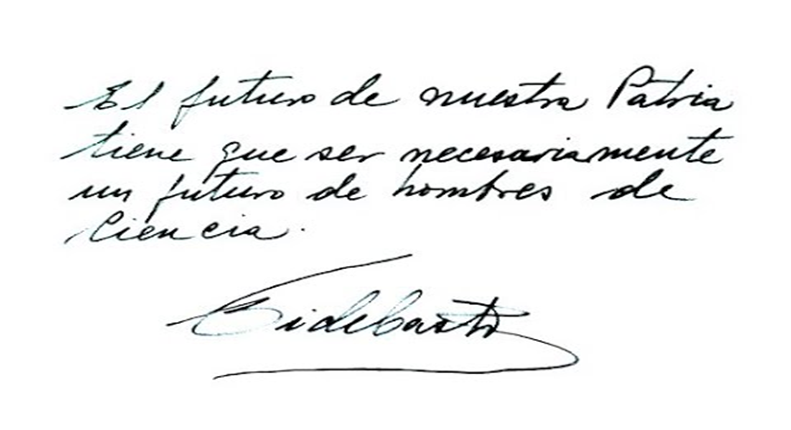 El futuro de nuestra Patria
tiene que ser necesariamente
un futuro de hombres de
Ciencia.
Fidel Castro